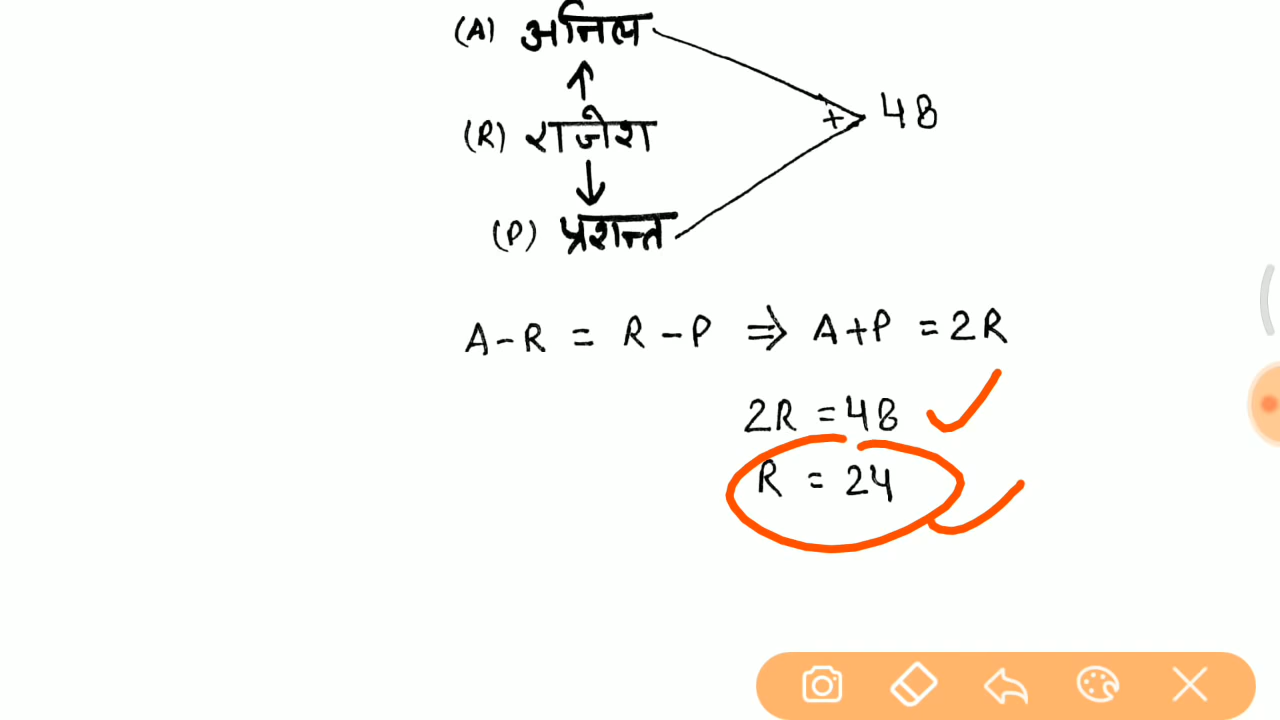 (A) अनिल
48
+
(R) राजेश
(P) प्रशान्त
A-R = R-P ⇒ A+P = 2R
2R = 48
R = 24